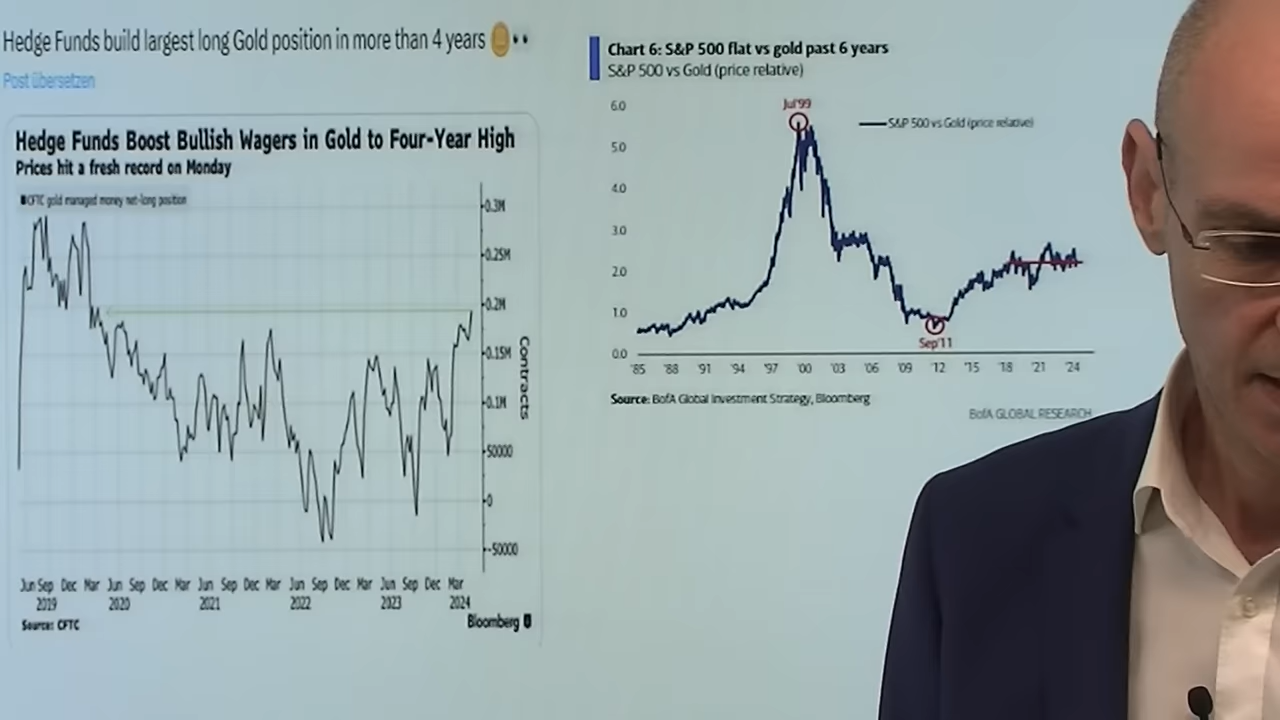 Hedge Funds build largest long Gold position in more than 4 years
Post übersetzen
Hedge Funds Boost Bullish Wagers in Gold to Four-Year High
Prices hit a fresh record on Monday
CFTC gold managed money net-long position
0.3M
0.25M
0.2M
0.15M
0.1M
50000
0
-50000
Contracts
Jun Sep Dec Mar Jun Sep Dec Mar Jun Sep Dec Mar Jun Sep Dec Mar Jun Sep Dec Mar
2019 2020 2021 2022 2023 2024
Source: CFTC
Bloomberg
Chart 6: S&P 500 flat vs gold past 6 years
S&P 500 vs Gold (price relative)
Jul'99
S&P 500 vs Gold (price relative)
6.0
5.0
4.0
3.0
2.0
1.0
0.0
Sep'11
'85 '88 '91 '94 '97 '00 '03 '06 '09 '12 '15 '18 '21 '24
Source: BofA Global Investment Strategy, Bloomberg
BofA GLOBAL RESEARCH